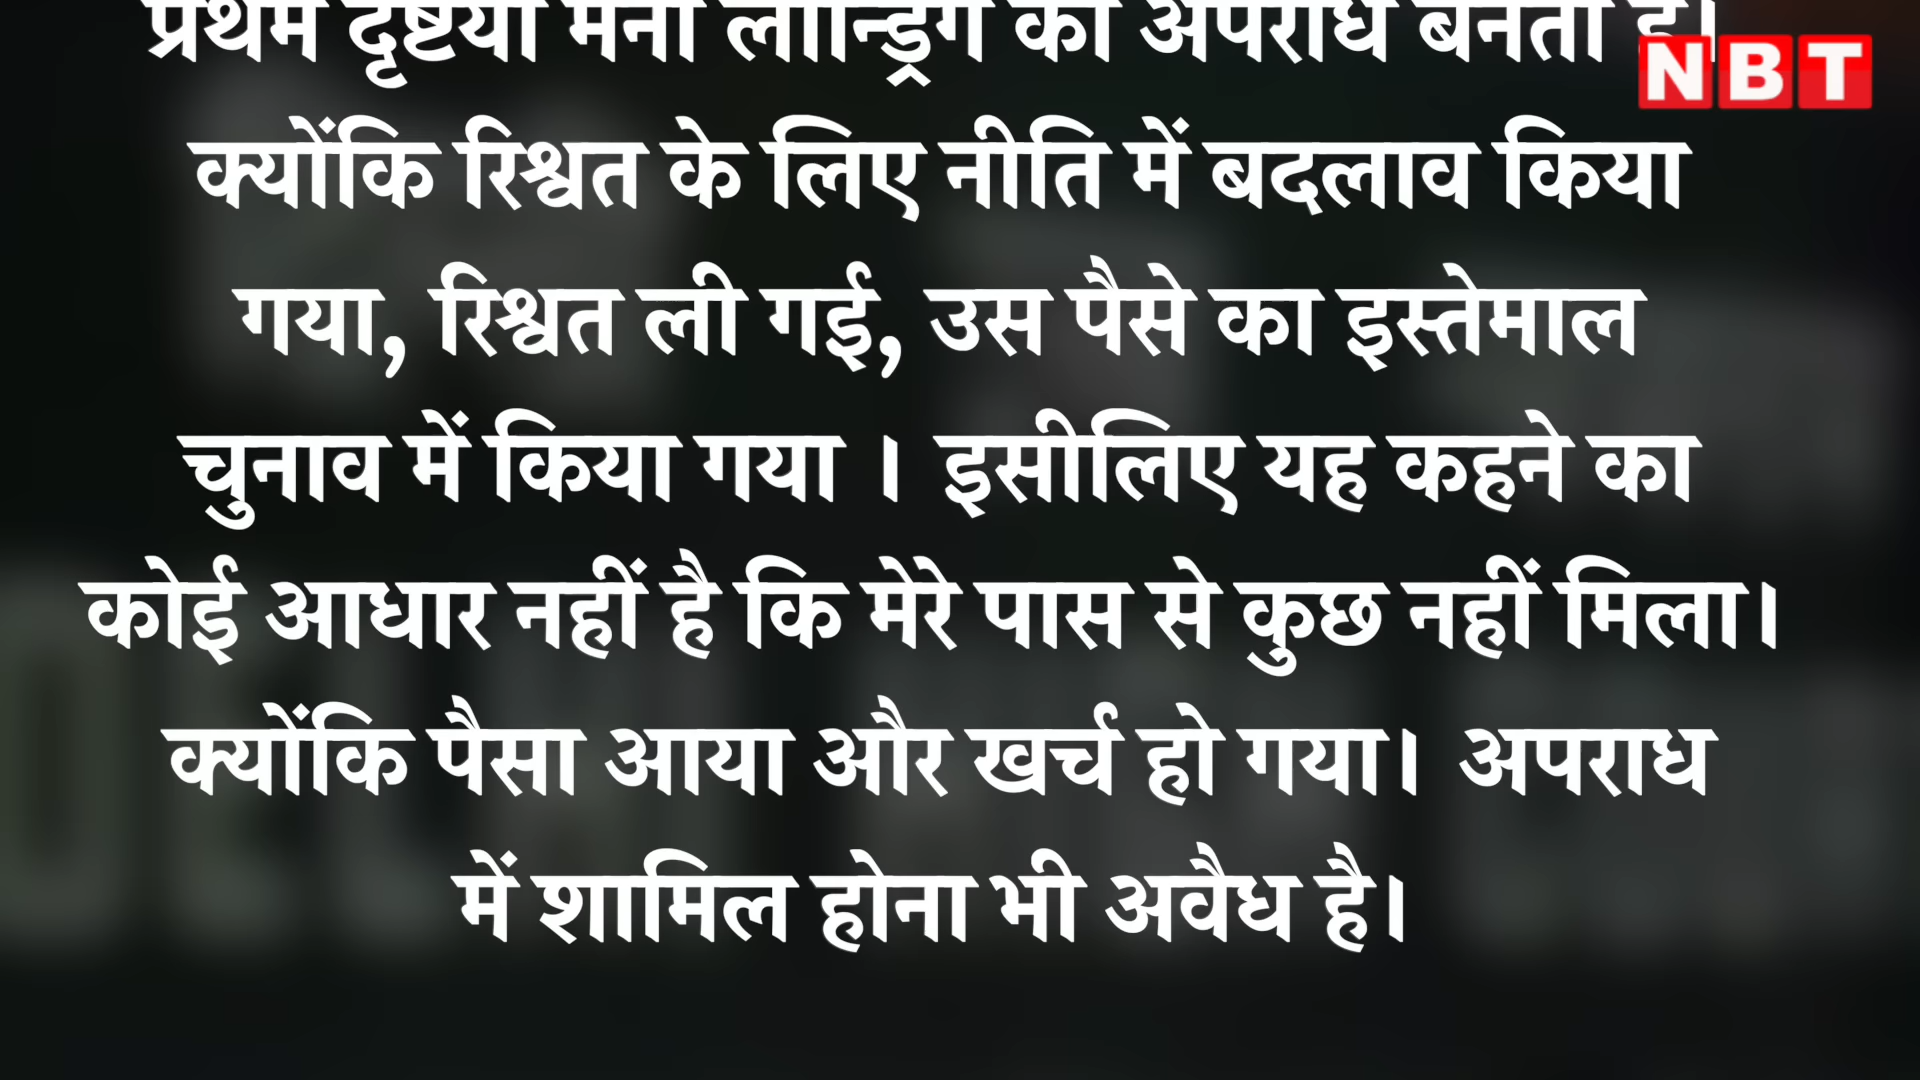 प्रथम दृष्टया मनी लॉन्ड्रिंग का अपराध बनता है।
NBT
क्योंकि रिश्वत के लिए नीति में बदलाव किया
गया, रिश्वत ली गई, उस पैसे का इस्तेमाल
चुनाव में किया गया । इसीलिए यह कहने का
कोई आधार नहीं है कि मेरे पास से कुछ नहीं मिला।
क्योंकि पैसा आया और खर्च हो गया। अपराध
में शामिल होना भी अवैध है।